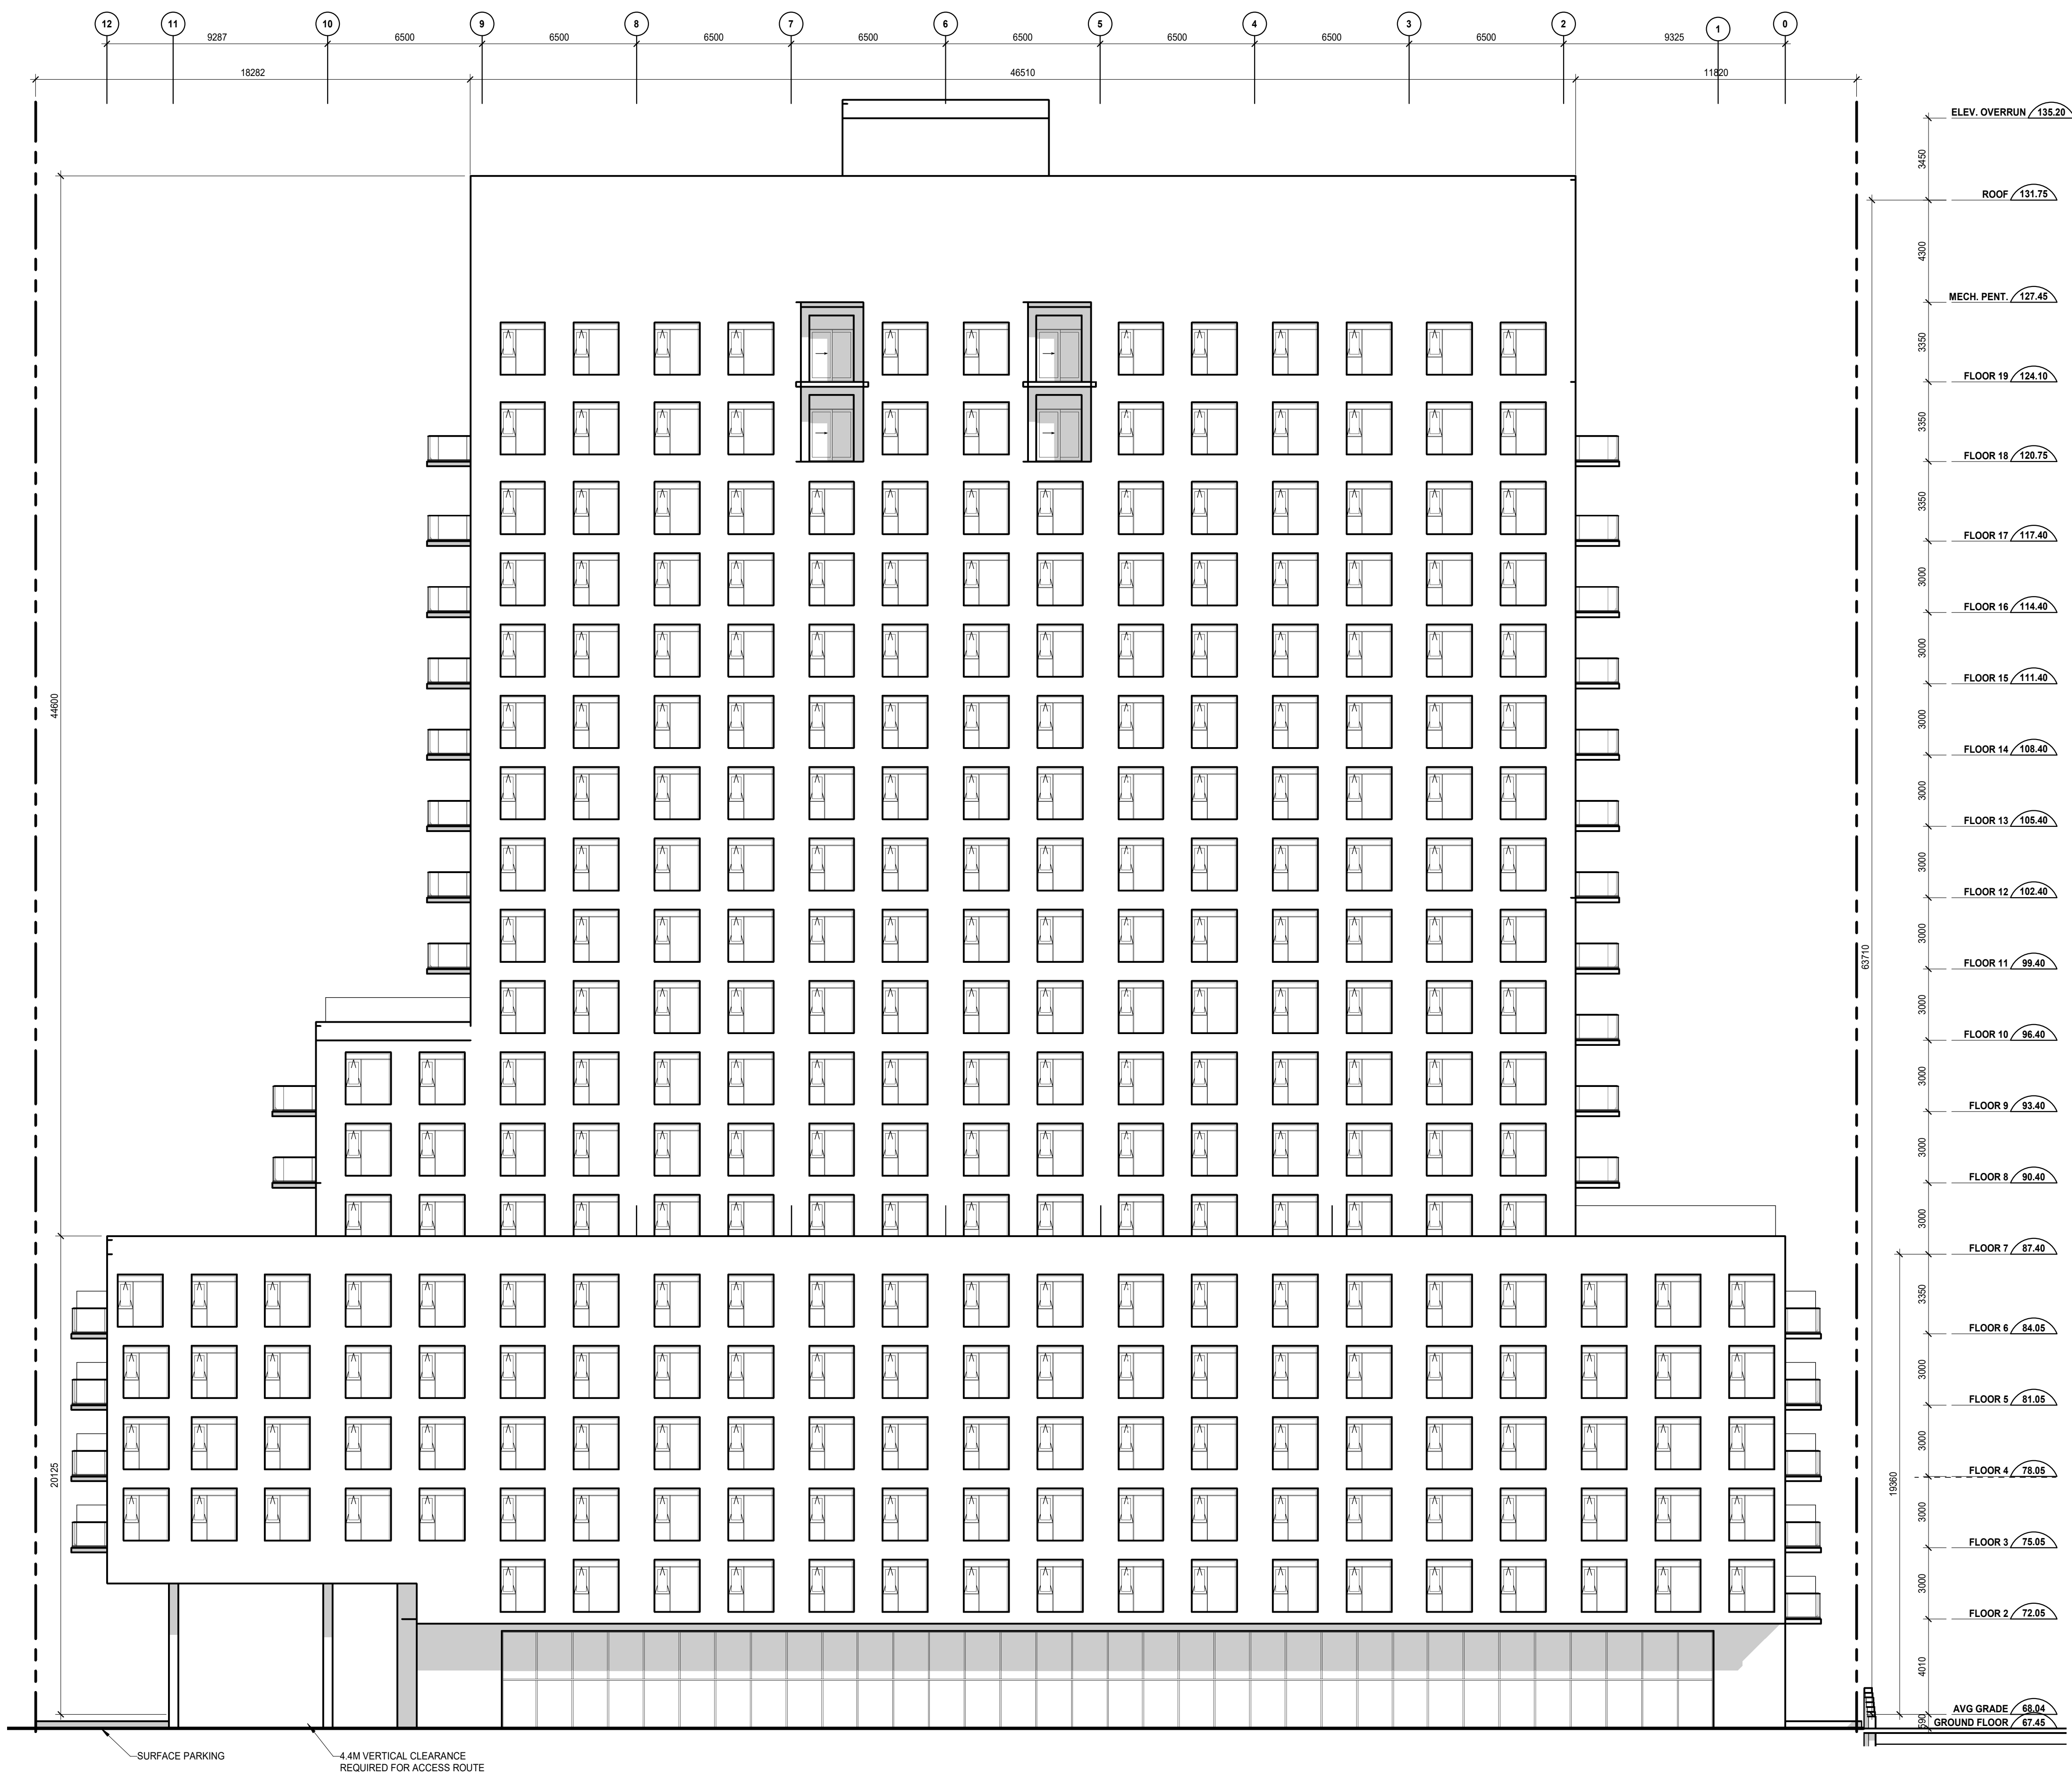 12
11
10
9
8
7
6
5
4
3
2
1
0
9287
6500
6500
6500
6500
6500
6500
6500
6500
9325
18282
46510
11820
ELEV. OVERRUN 135.20
3450
ROOF 131.75
4300
MECH. PENT. 127.45
3350
FLOOR 19 124.10
3350
FLOOR 18 120.75
3350
FLOOR 17 117.40
3000
FLOOR 16 114.40
3000
FLOOR 15 111.40
3000
FLOOR 14 108.40
3000
FLOOR 13 105.40
3000
FLOOR 12 102.40
3000
FLOOR 11 99.40
3000
FLOOR 10 96.40
3000
FLOOR 9 93.40
3000
FLOOR 8 90.40
3000
FLOOR 7 87.40
3350
FLOOR 6 84.05
3000
FLOOR 5 81.05
3000
FLOOR 4 78.05
3000
FLOOR 3 75.05
3000
FLOOR 2 72.05
4010
AVG GRADE 68.04
590
GROUND FLOOR 67.45
44600
20125
63710
19360
SURFACE PARKING
4.4M VERTICAL CLEARANCE
REQUIRED FOR ACCESS ROUTE